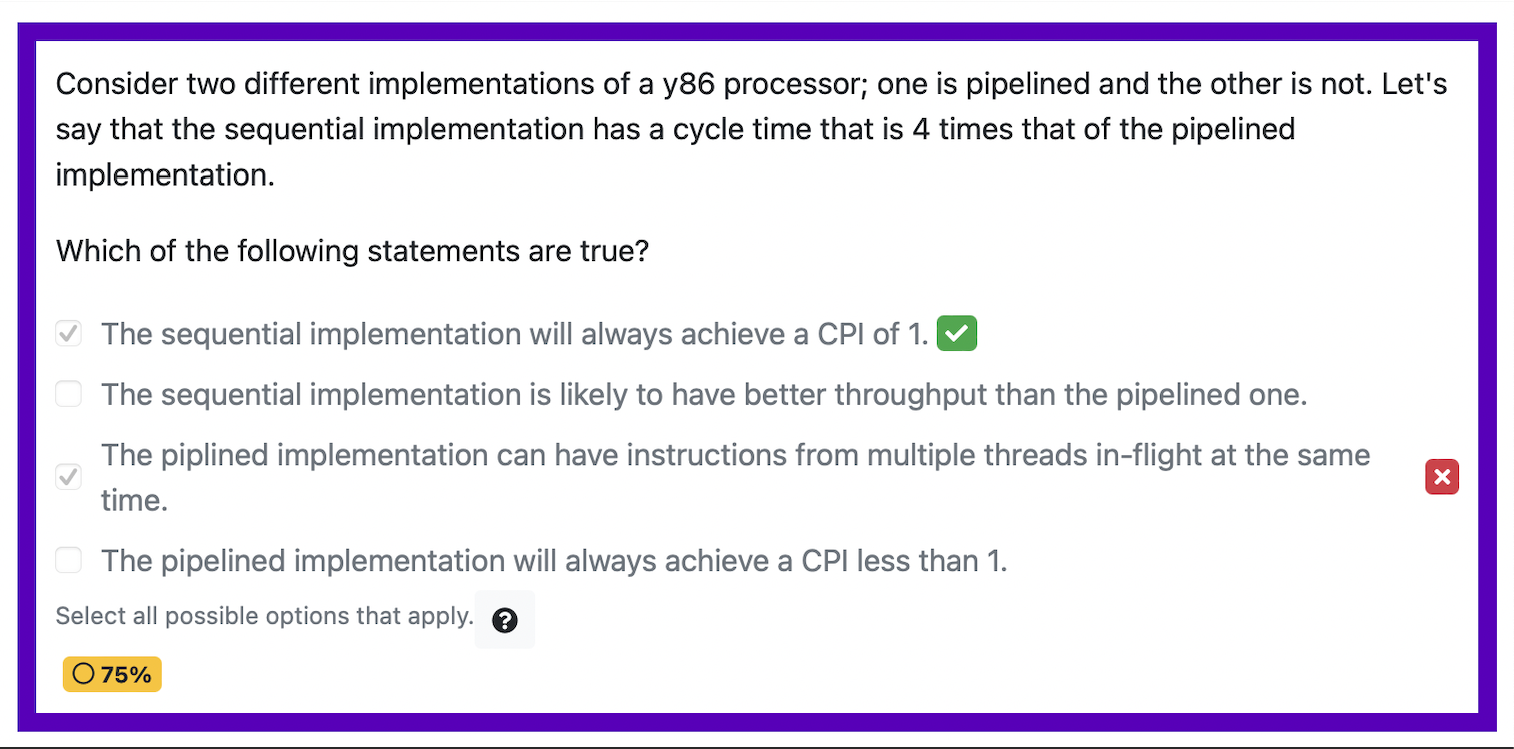 Consider two different implementations of a y86 processor; one is pipelined and the other is not. Let's
say that the sequential implementation has a cycle time that is 4 times that of the pipelined
implementation.
Which of the following statements are true?
The sequential implementation will always achieve a CPI of 1.
The sequential implementation is likely to have better throughput than the pipelined one.
The piplined implementation can have instructions from multiple threads in-flight at the same
time.
The pipelined implementation will always achieve a CPI less than 1.
Select all possible options that apply.
75%